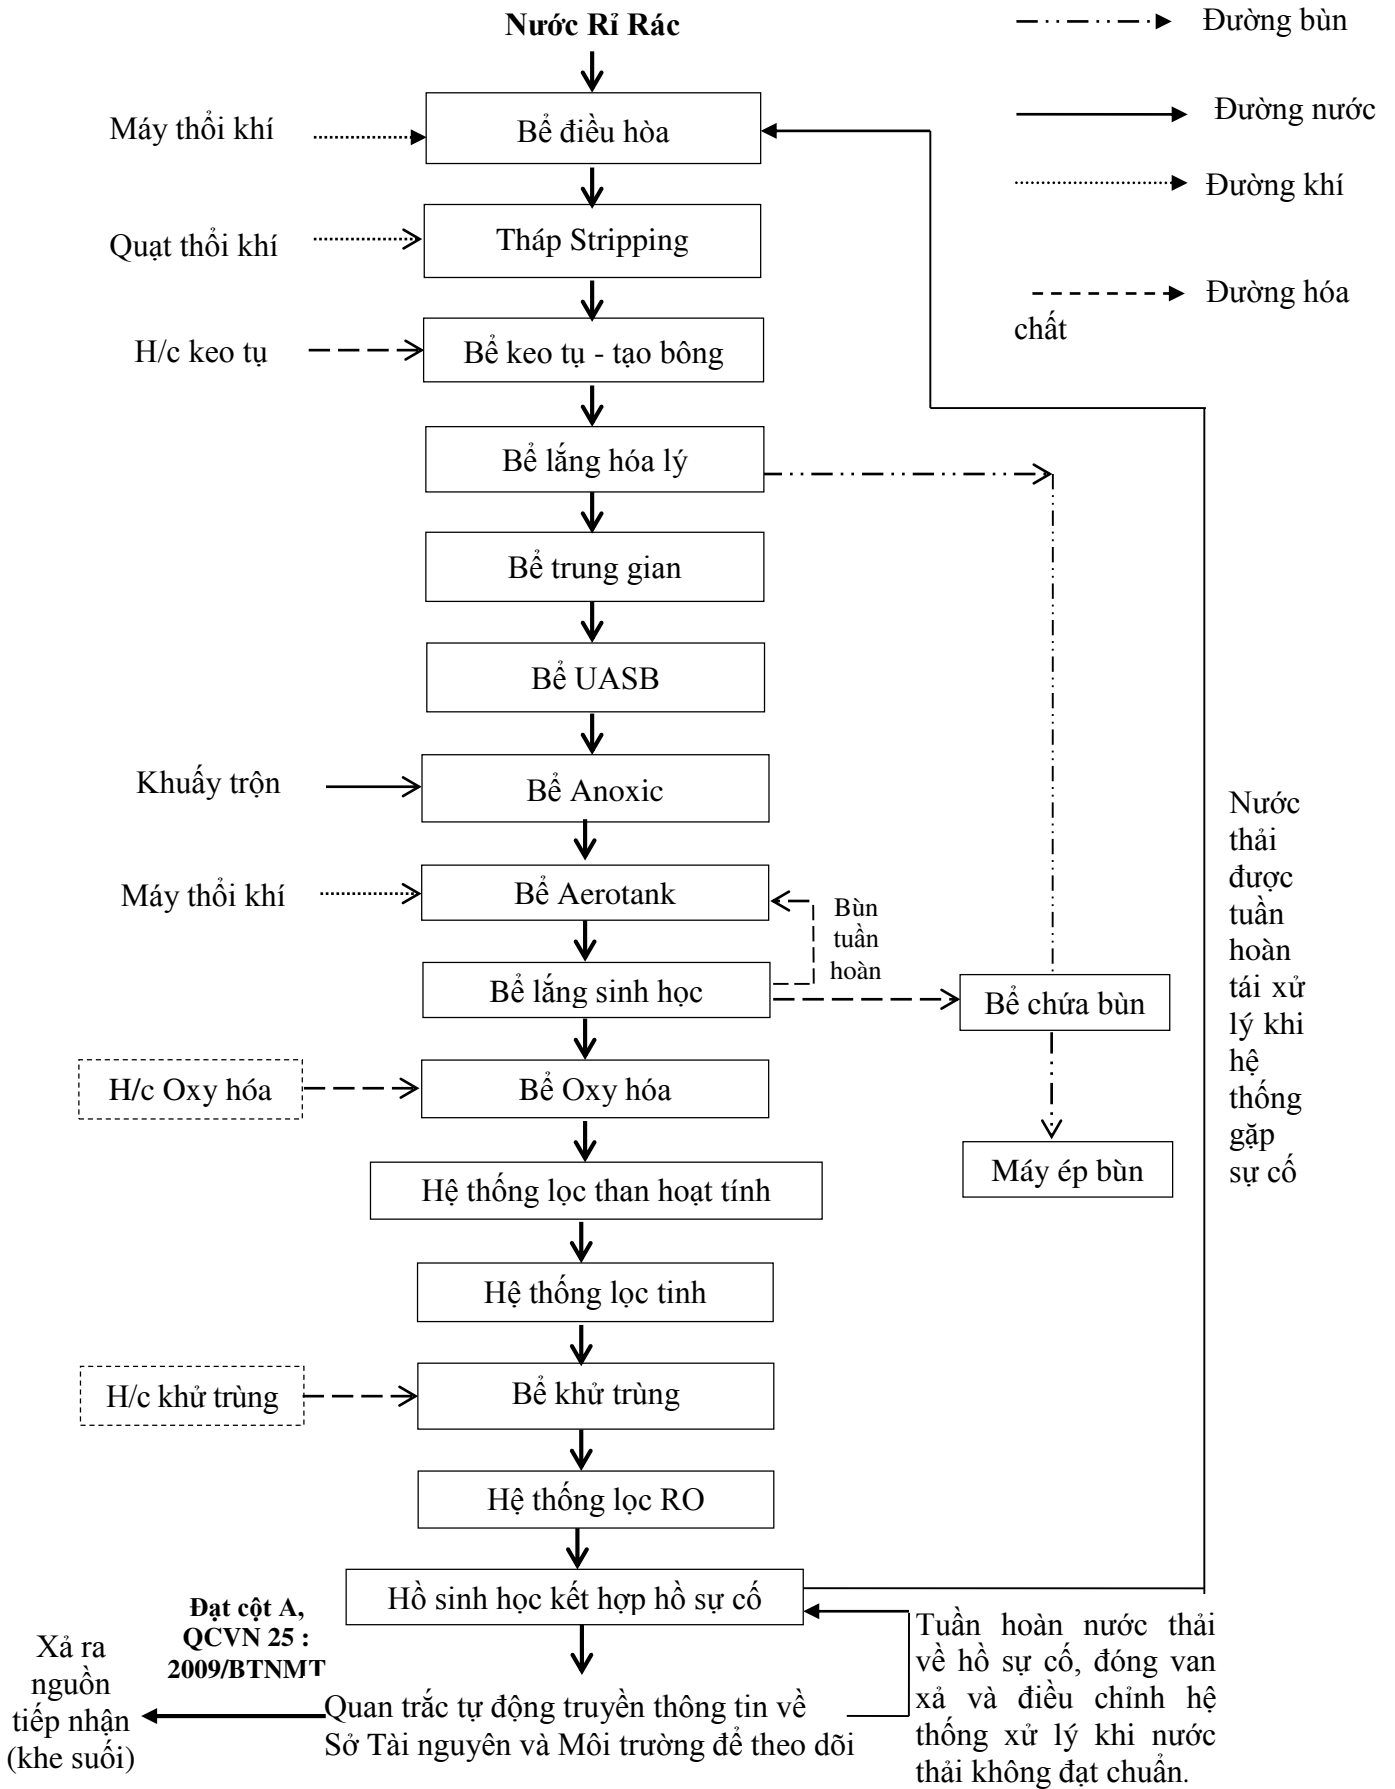 Nước Rỉ Rác
Đường bùn
Đường nước
Đường khí
Đường hóa
chất
Máy thổi khí
Bể điều hòa
Quạt thổi khí
Tháp Stripping
H/c keo tụ
Bể keo tụ - tạo bông
Bể lắng hóa lý
Bể trung gian
Bể UASB
Khuấy trộn
Bể Anoxic
Máy thổi khí
Bể Aerotank
Bùn
tuần
hoàn
Bể lắng sinh học
Bể chứa bùn
Nước
thải
được
tuần
hoàn
tái xử
lý khi
hệ
thống
gặp
sự cố
H/c Oxy hóa
Bể Oxy hóa
Máy ép bùn
Hệ thống lọc than hoạt tính
Hệ thống lọc tinh
H/c khử trùng
Bể khử trùng
Hệ thống lọc RO
Hồ sinh học kết hợp hồ sự cố
Đạt cột A,
QCVN 25 :
2009/BTNMT
Xả ra
nguồn
tiếp nhận
(khe suối)
Quan trắc tự động truyền thông tin về
Sở Tài nguyên và Môi trường để theo dõi
Tuần hoàn nước thải
về hồ sự cố, đóng van
xả và điều chỉnh hệ
thống xử lý khi nước
thải không đạt chuẩn.